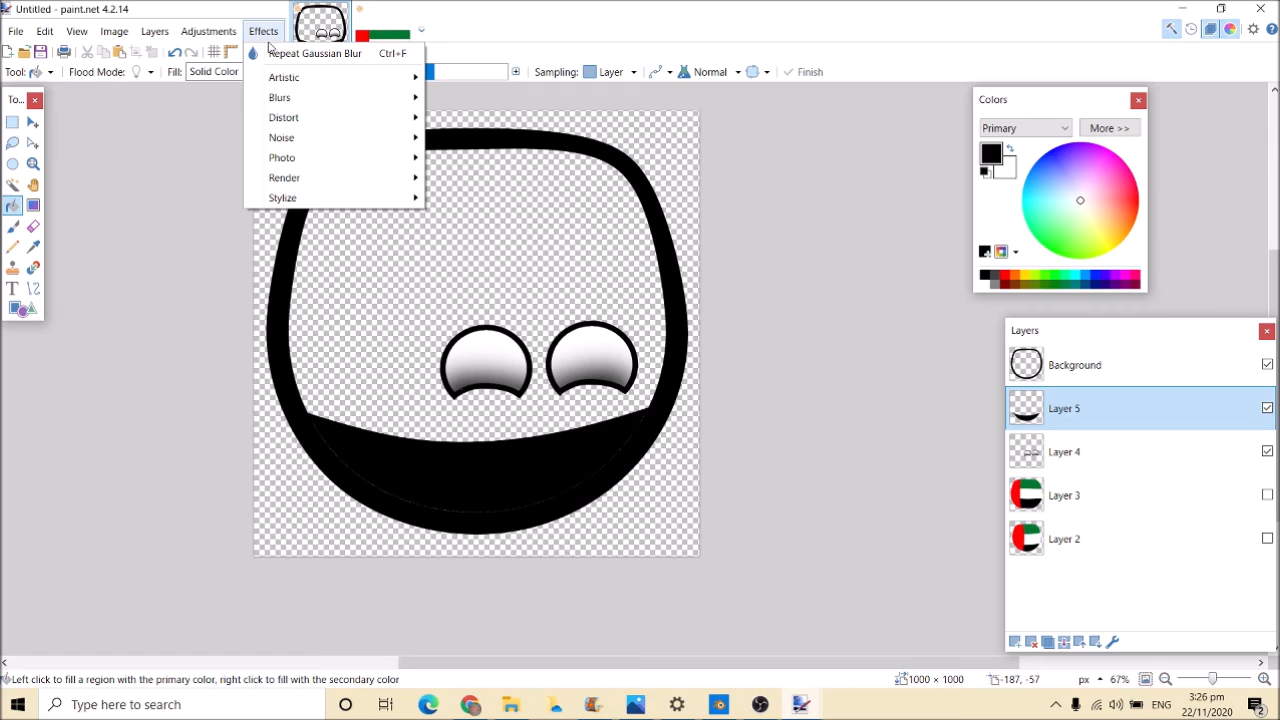 Untitled - paint.net 4.2.14
File Edit View Image Layers Adjustments Effects
Repeat Gaussian Blur Ctrl+F
Artistic
Blurs
Distort
Noise
Photo
Render
Stylize
Tool: Flood Mode: Fill: Solid Color Sampling: Layer Normal Finish
To...
Colors
Primary More >>
Layers
Background
Layer 5
Layer 4
Layer 3
Layer 2
Left click to fill a region with the primary color, right click to fill with the secondary color 1000 × 1000 -187, -57 px 67%
Type here to search ENG 3:26 pm 22/11/2020 2